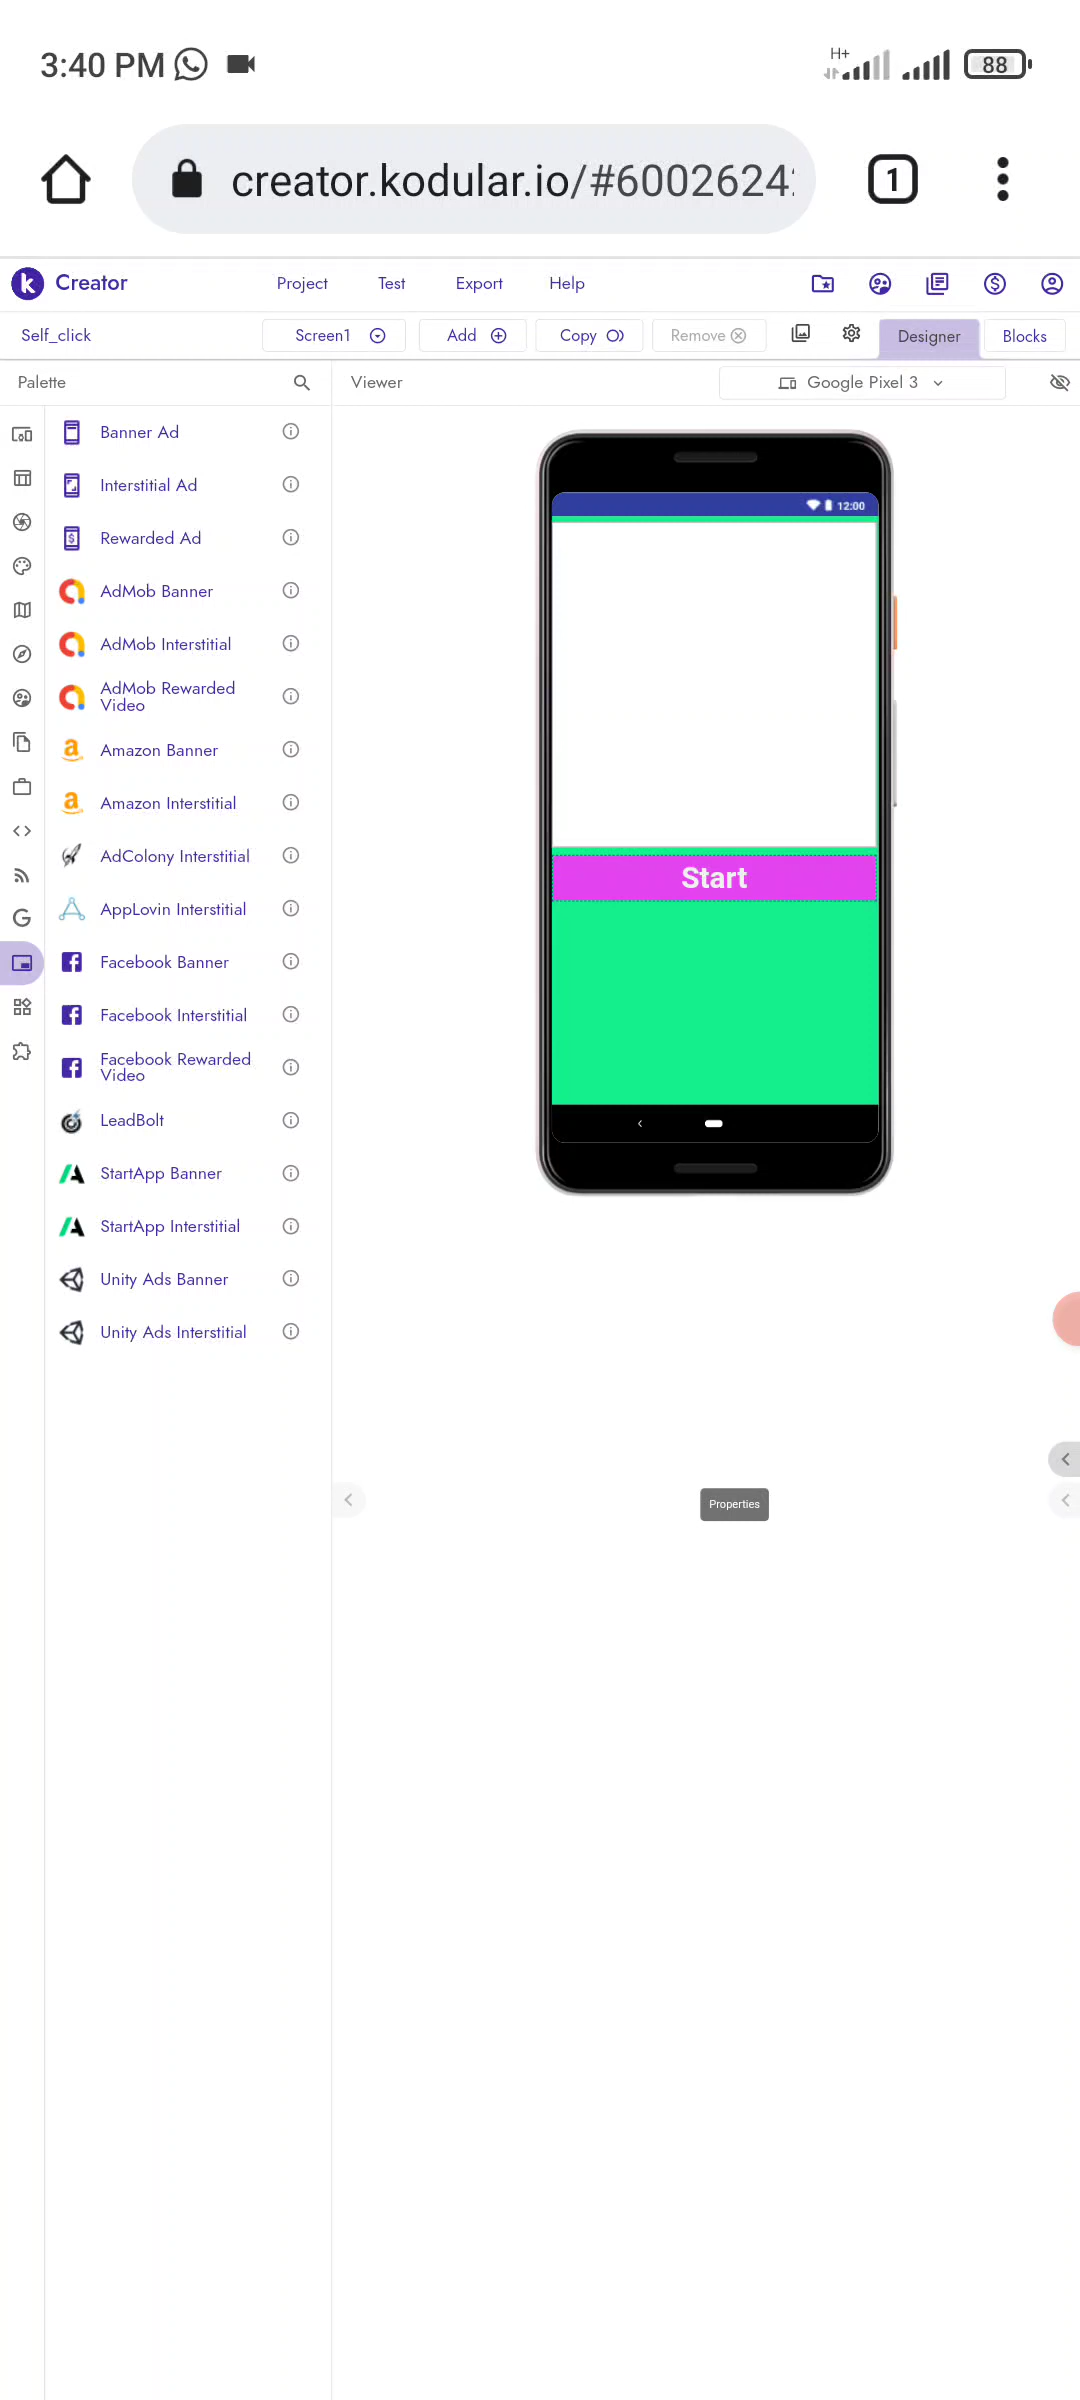 3:40 PM
H+
88
creator.kodular.io/#6002624
1
Creator
Project
Test
Export
Help
Self_click
Screen1
Add
Copy
Remove
Designer
Blocks
Palette
Viewer
Google Pixel 3
Banner Ad
Interstitial Ad
Rewarded Ad
AdMob Banner
AdMob Interstitial
AdMob Rewarded
Video
Amazon Banner
Amazon Interstitial
AdColony Interstitial
AppLovin Interstitial
Facebook Banner
Facebook Interstitial
Facebook Rewarded
Video
LeadBolt
StartApp Banner
StartApp Interstitial
Unity Ads Banner
Unity Ads Interstitial
12:00
Start
Properties